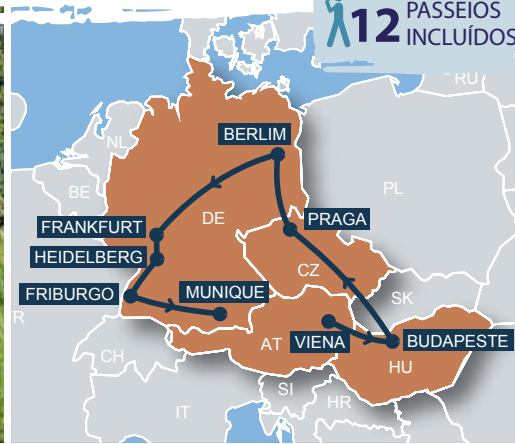 12 PASSEIOS
INCLUÍDOS
RU
NL
BERLIM
BE
PL
DE
FRANKFURT
PRAGA
HEIDELBERG
CZ
FRIBURGO
MUNIQUE
SK
R
CH
AT
VIENA
BUDAPESTE
HU
SI
HR
IT